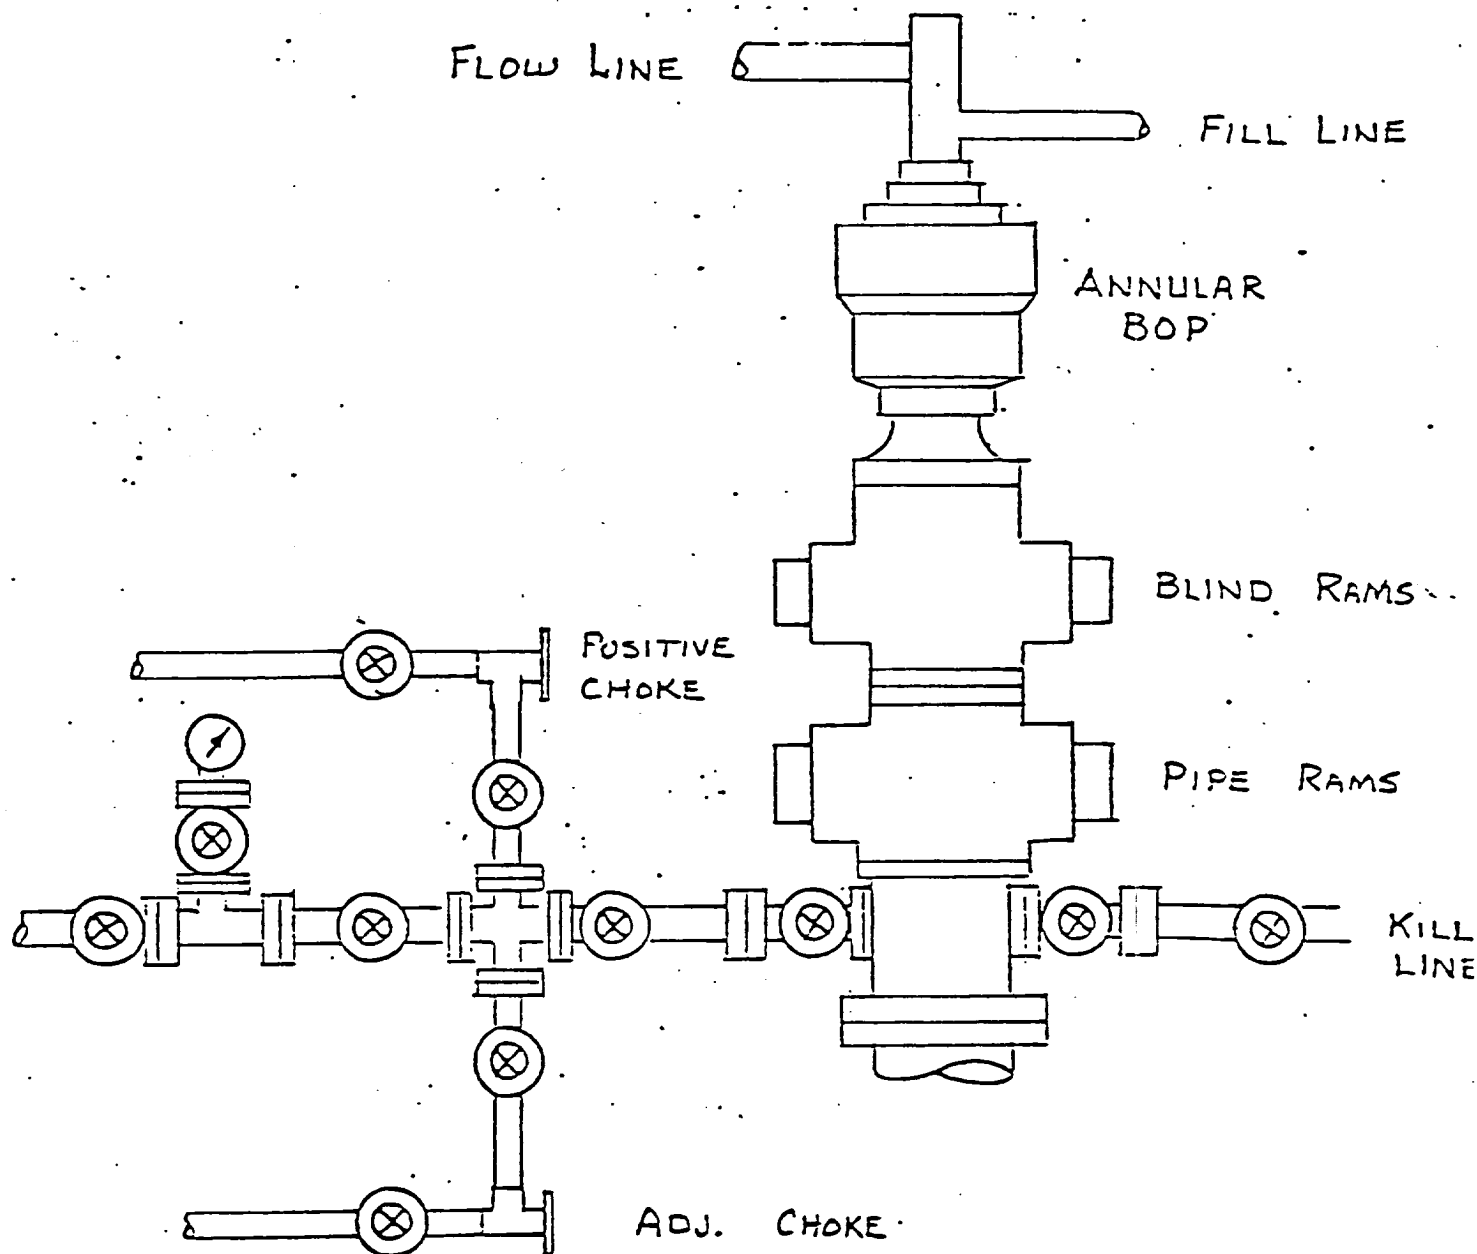 FLOW LINE
FILL LINE
ANNULAR
BOP
BLIND RAMS
POSITIVE
CHOKE
PIPE RAMS
KILL
LINE
ADJ. CHOKE